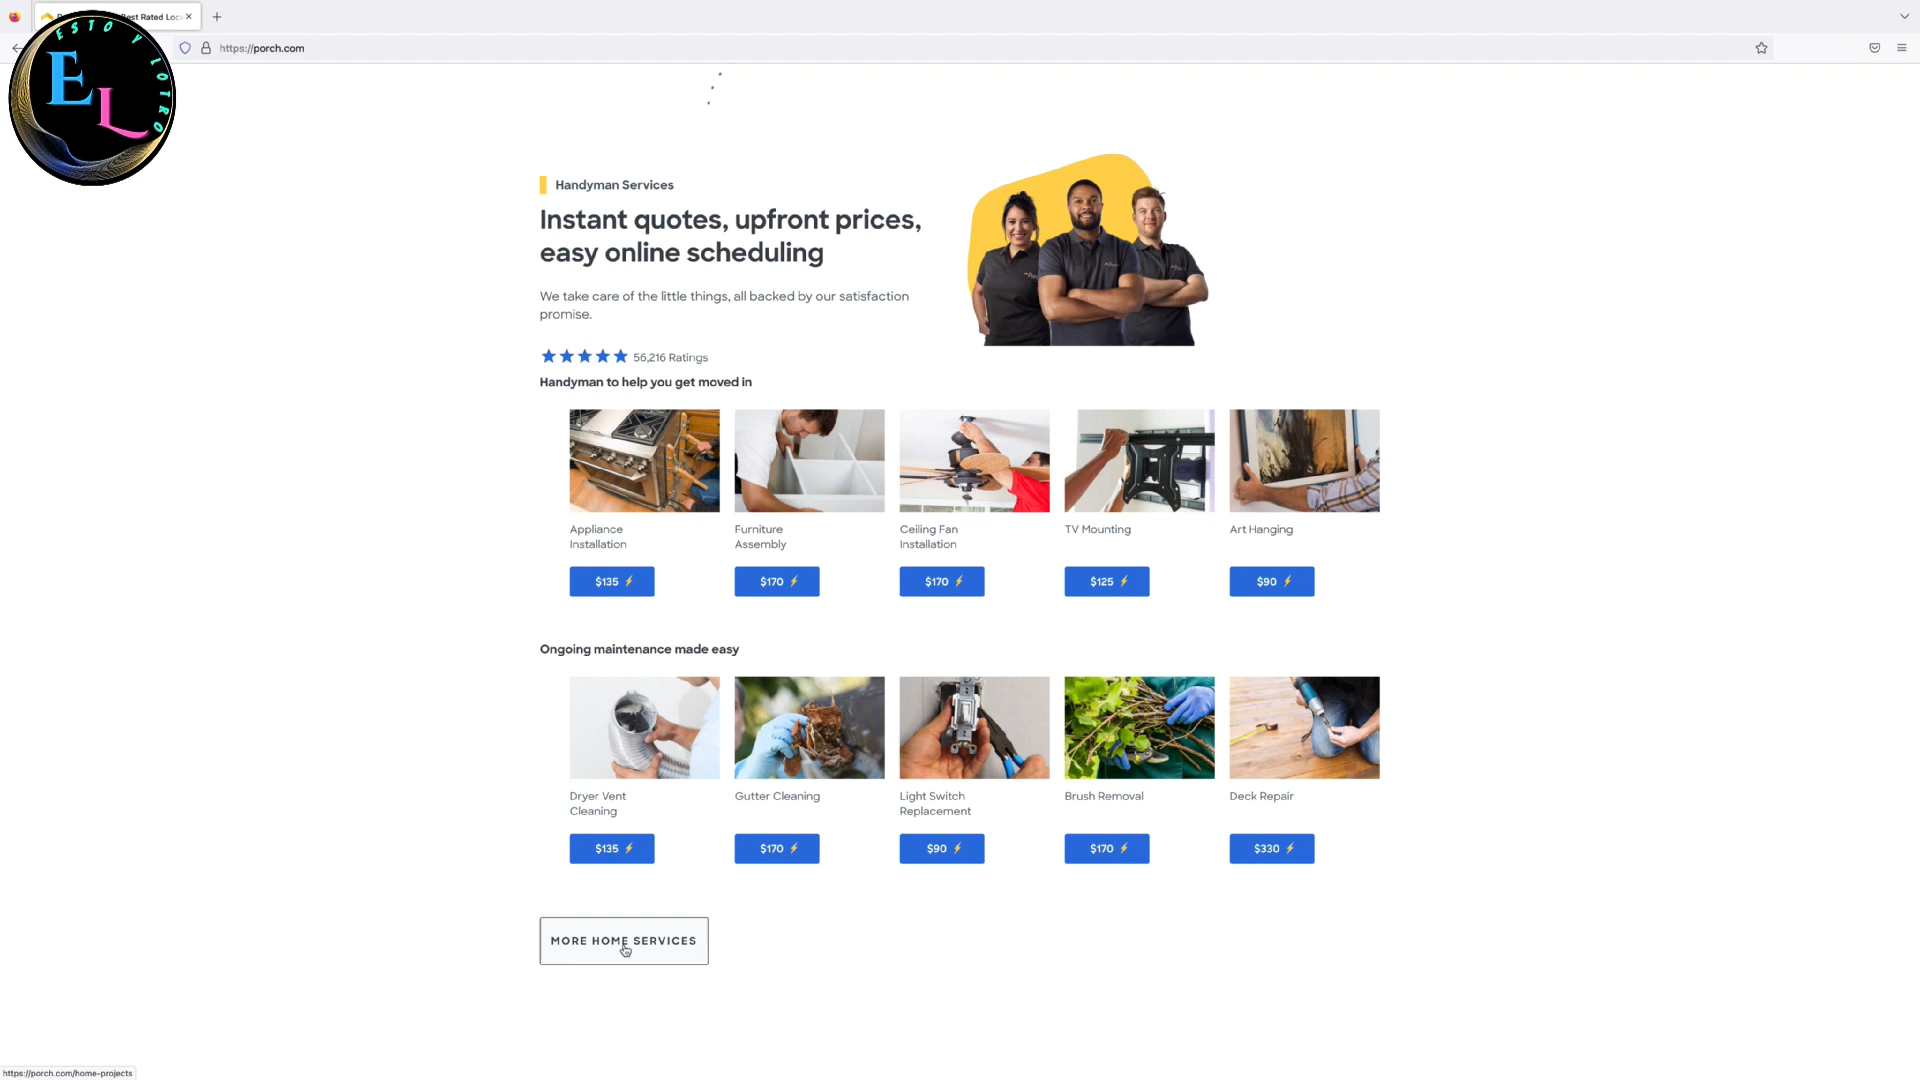 Best Rated Loc
https://porch.com
ESTOY LOTRO
EL
Handyman Services
Instant quotes, upfront prices,
easy online scheduling
We take care of the little things, all backed by our satisfaction
promise.
56,216 Ratings
Handyman to help you get moved in
Appliance
Installation
Furniture
Assembly
Ceiling Fan
Installation
TV Mounting
Art Hanging
$135
$170
$170
$125
$90
Ongoing maintenance made easy
Dryer Vent
Cleaning
Gutter Cleaning
Light Switch
Replacement
Brush Removal
Deck Repair
$135
$170
$90
$170
$330
MORE HOME SERVICES
https://porch.com/home-projects